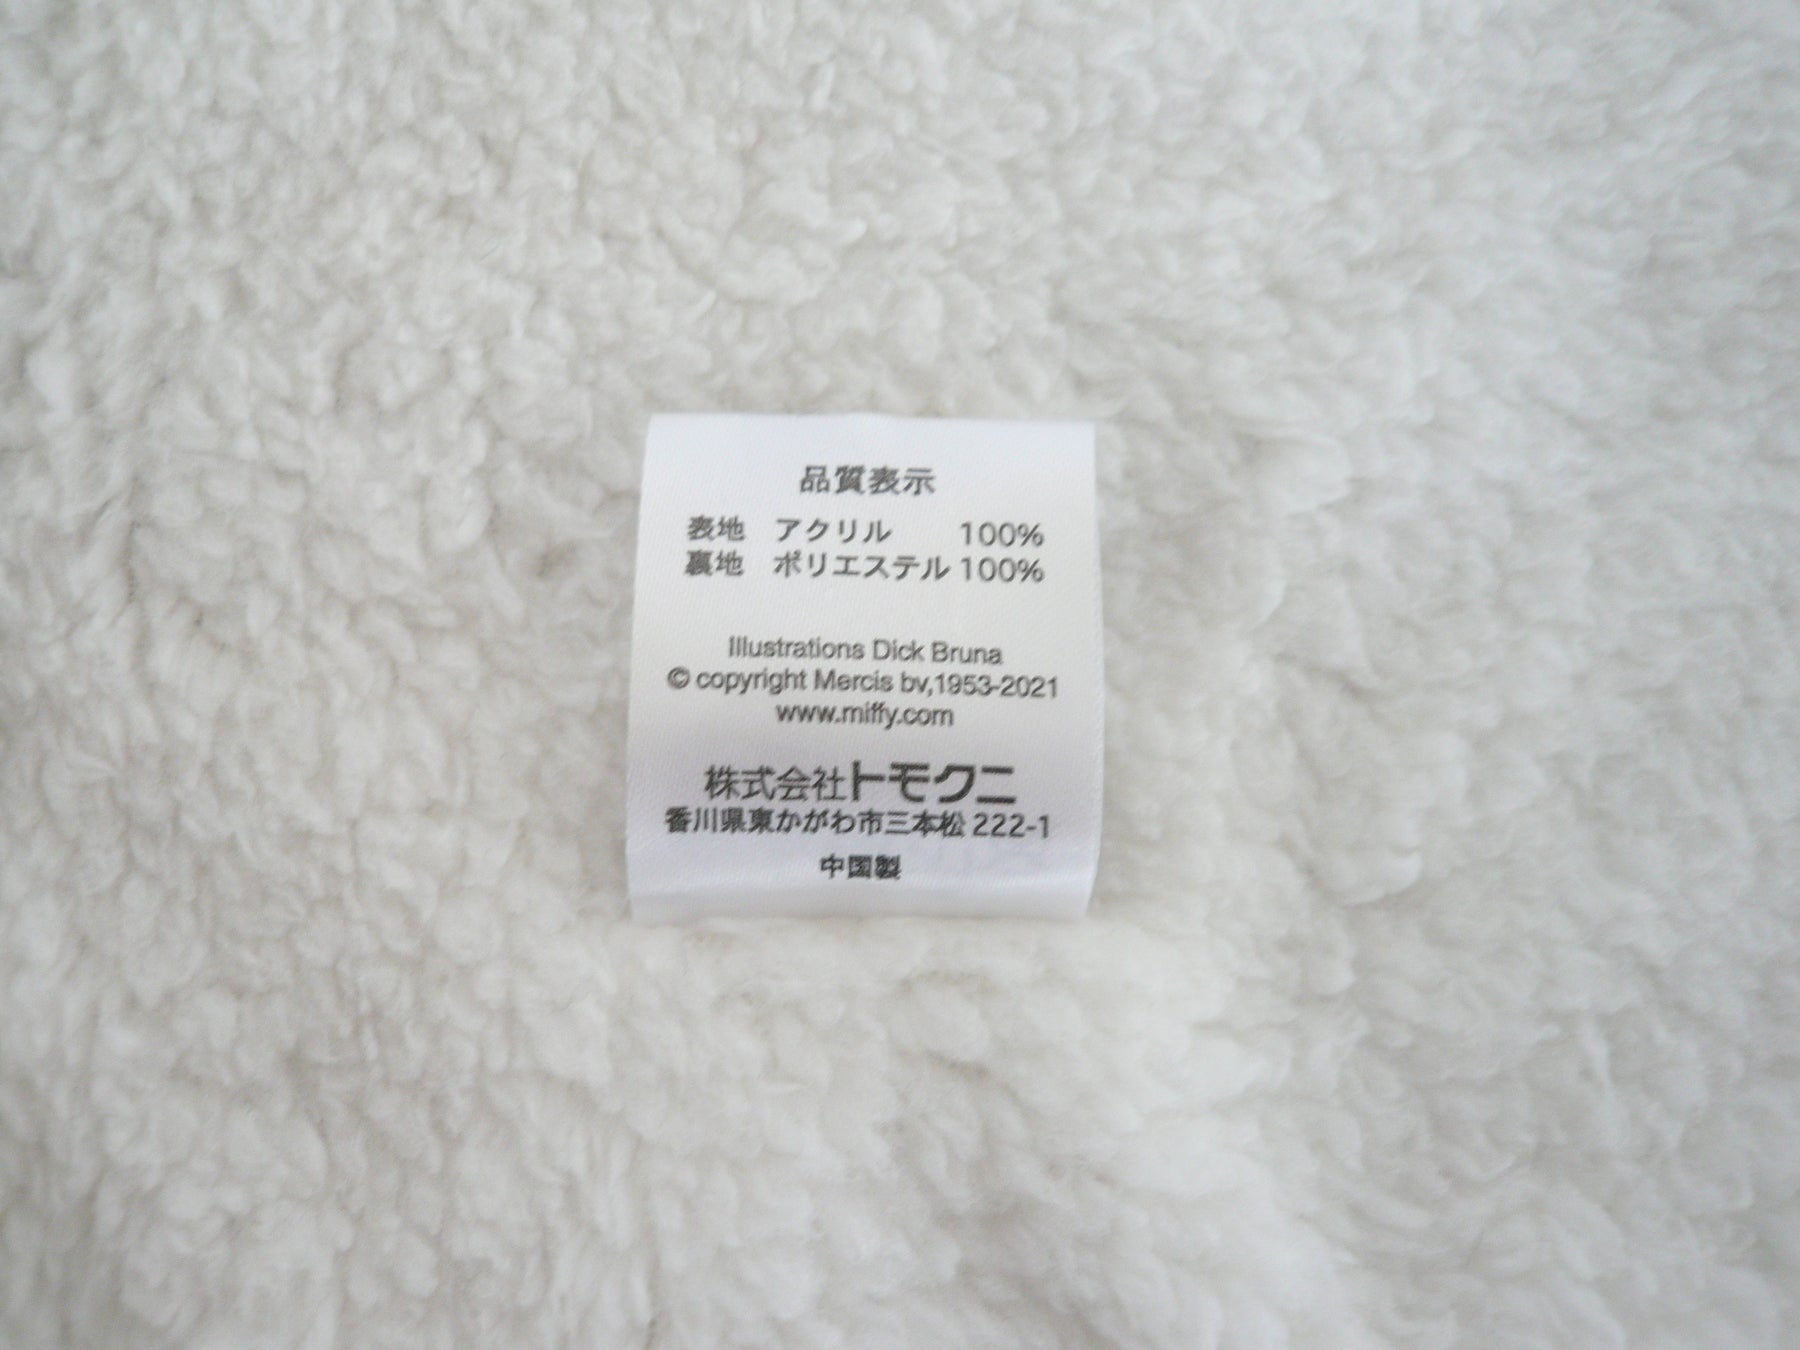 品質表示
表地 アクリル 100%
裏地 ポリエステル 100%
Illustrations Dick Bruna
© copyright Mercis bv,1953-2021
www.miffy.com
株式会社トモクニ
香川県東かがわ市三本松 222-1
中国製